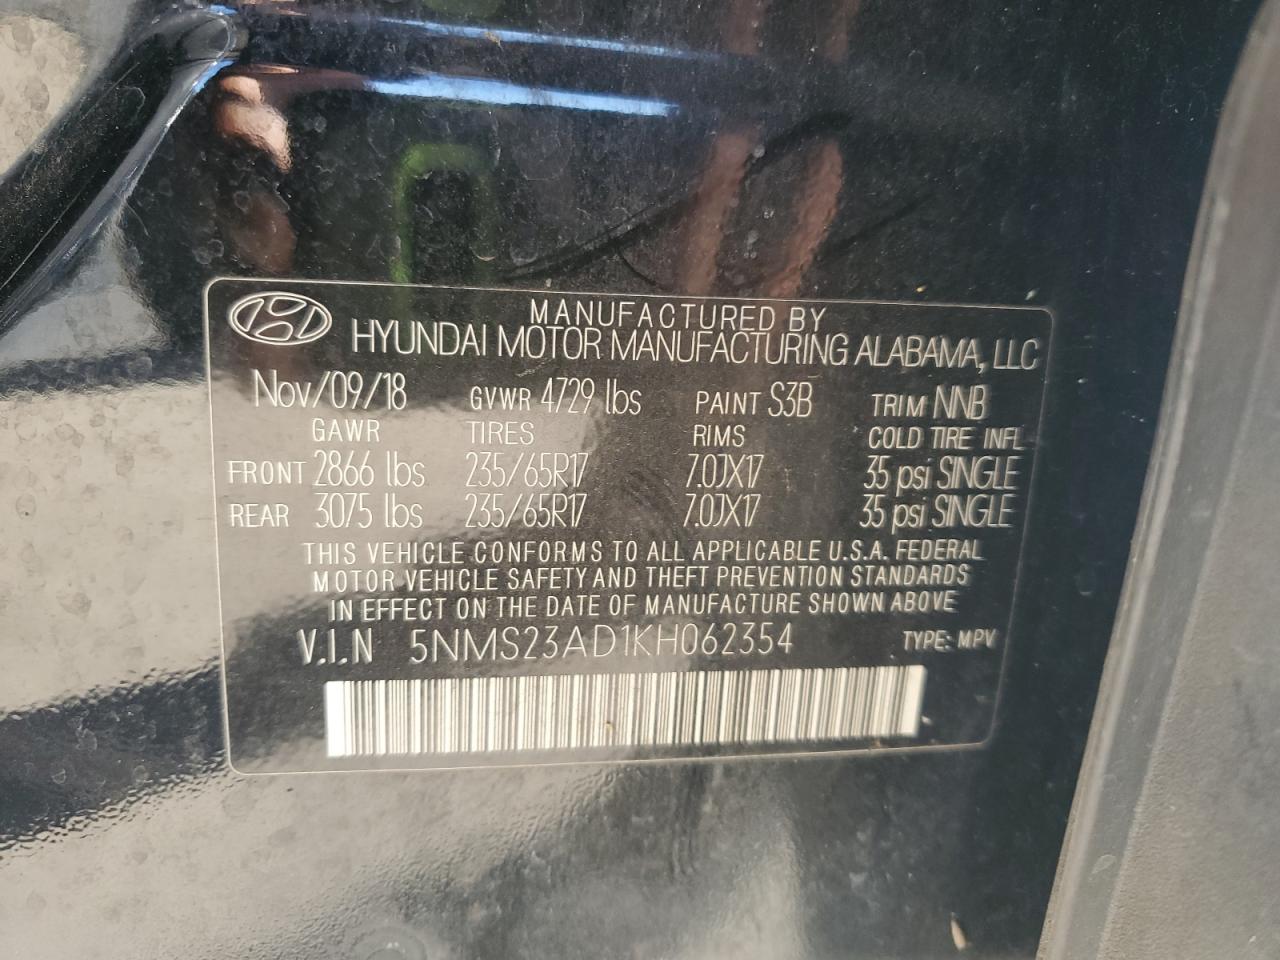 MANUFACTURED BY
HYUNDAI MOTOR MANUFACTURING ALABAMA, LLC
Nov/09/18 GVWR 4729 lbs PAINT S3B TRIM NNB
GAWR TIRES RIMS COLD TIRE INFL
FRONT 2866 lbs 235/65R17 7.0JX17 35 psi SINGLE
REAR 3075 lbs 235/65R17 7.0JX17 35 psi SINGLE
THIS VEHICLE CONFORMS TO ALL APPLICABLE U.S.A. FEDERAL
MOTOR VEHICLE SAFETY AND THEFT PREVENTION STANDARDS
IN EFFECT ON THE DATE OF MANUFACTURE SHOWN ABOVE
V.I.N 5NMS23AD1KH062354 TYPE: MPV